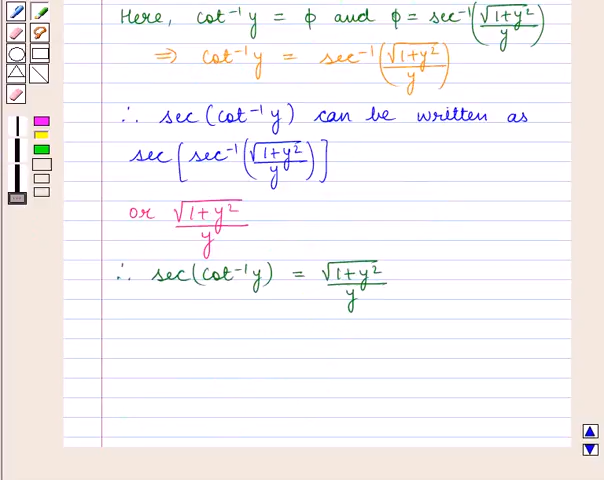 Here, cot⁻¹y = φ and φ = sec⁻¹(√(1+y²)/y)
⇒ cot⁻¹y = sec⁻¹(√(1+y²)/y)
∴ sec(cot⁻¹y) can be written as
sec[sec⁻¹(√(1+y²)/y)]
or √(1+y²)/y
∴ sec(cot⁻¹y) = √(1+y²)/y